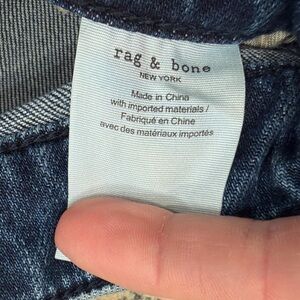 rag & bone
NEW YORK
Made in China
with imported materials /
Fabriqué en Chine
avec des matériaux importés